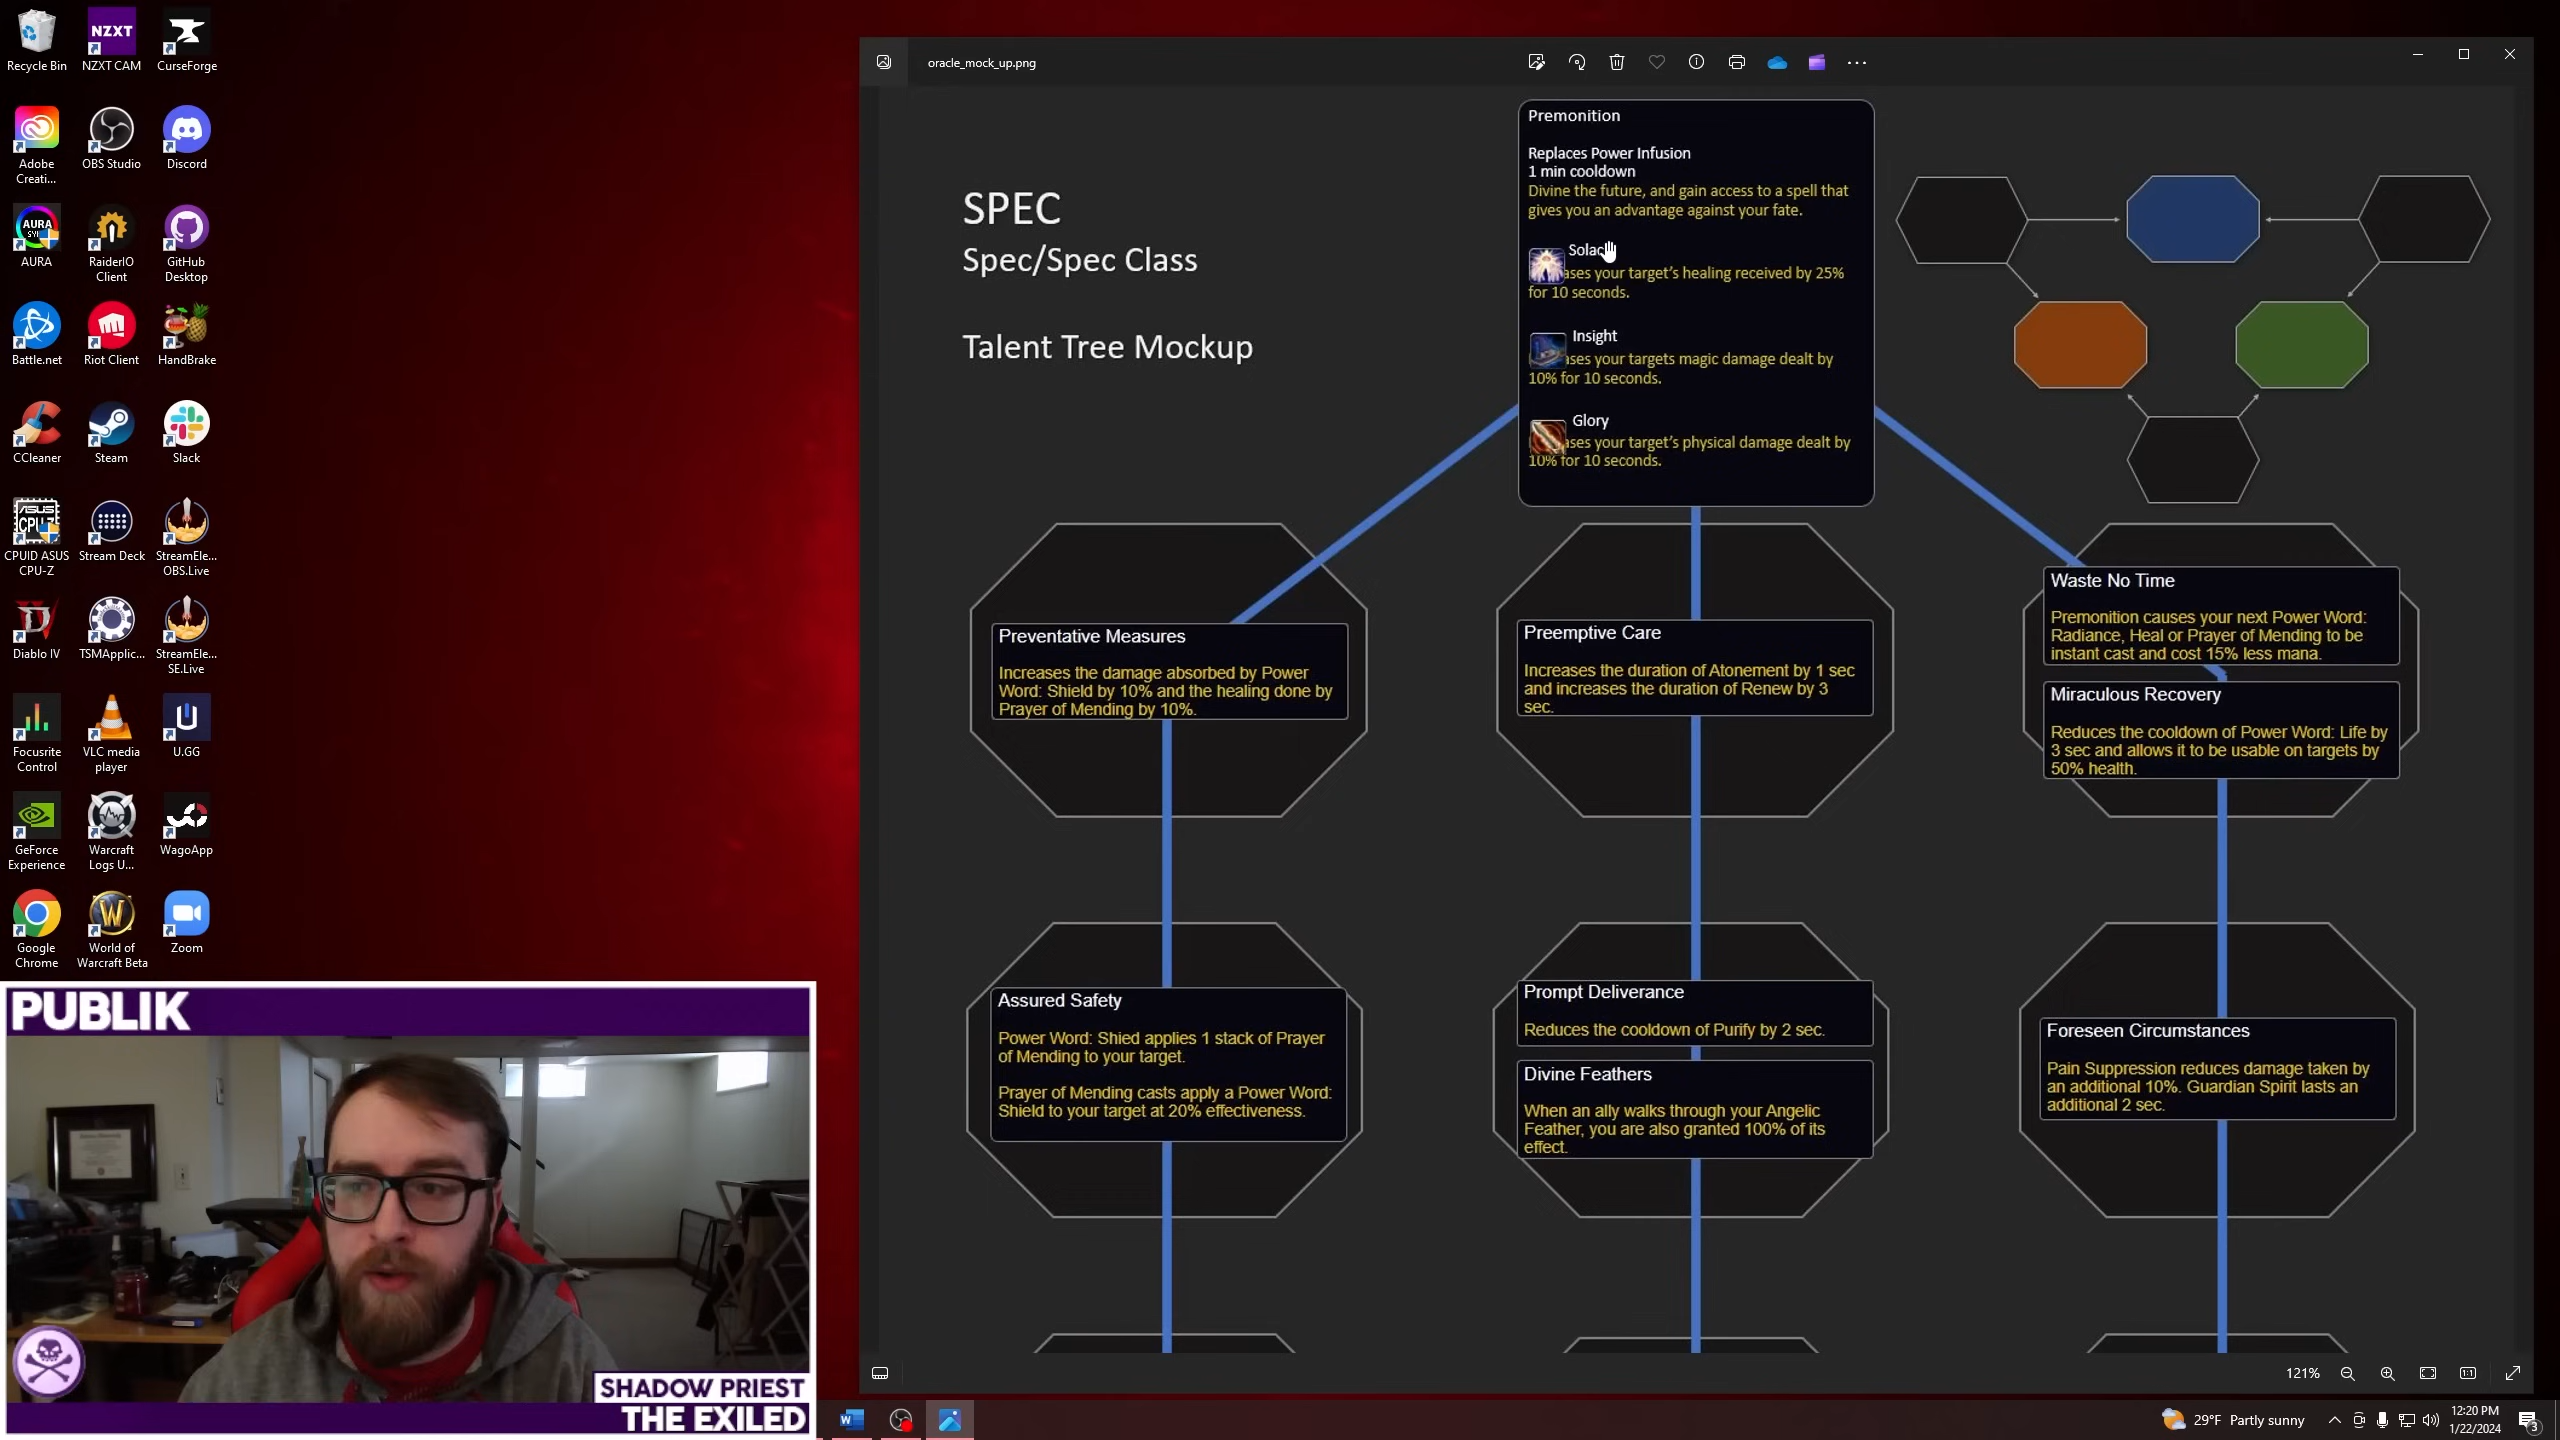 Recycle Bin
NZXT CAM
CurseForge
Adobe
Creati...
OBS Studio
Discord
AURA
RaiderIO
Client
GitHub
Desktop
Battle.net
Riot Client
HandBrake
CCleaner
Steam
Slack
CPUID ASUS
CPU-Z
Stream Deck
StreamEle...
OBS.Live
Diablo IV
TSMApplic...
StreamEle...
SE.Live
Focusrite
Control
VLC media
player
U.GG
GeForce
Experience
Warcraft
Logs U...
WagoApp
Google
Chrome
World of
Warcraft Beta
Zoom
PUBLIK
SHADOW PRIEST
THE EXILED
oracle_mock_up.png
SPEC
Spec/Spec Class
Talent Tree Mockup
Premonition
Replaces Power Infusion
1 min cooldown
Divine the future, and gain access to a spell that
gives you an advantage against your fate.
your target's healing received by 25%
for 10 seconds.
Insight
your targets magic damage dealt by
10% for 10 seconds.
Glory
your target's physical damage dealt by
10% for 10 seconds.
Preventative Measures
Increases the damage absorbed by Power
Word: Shield by 10% and the healing done by
Prayer of Mending by 10%.
Preemptive Care
Increases the duration of Atonement by 1 sec
and increases the duration of Renew by 3
sec.
Waste No Time
Premonition causes your next Power Word:
Radiance, Heal or Prayer of Mending to be
instant cast and cost 15% less mana.
Miraculous Recovery
Reduces the cooldown of Power Word: Life by
3 sec and allows it to be usable on targets by
50% health.
Assured Safety
Power Word: Shied applies 1 stack of Prayer
of Mending to your target.
Prayer of Mending casts apply a Power Word:
Shield to your target at 20% effectiveness.
Prompt Deliverance
Reduces the cooldown of Purify by 2 sec.
Divine Feathers
When an ally walks through your Angelic
Feather, you are also granted 100% of its
effect.
Foreseen Circumstances
Pain Suppression reduces damage taken by
an additional 10%. Guardian Spirit lasts an
additional 2 sec.
121%
29°F Partly sunny
12:20 PM
1/22/2024